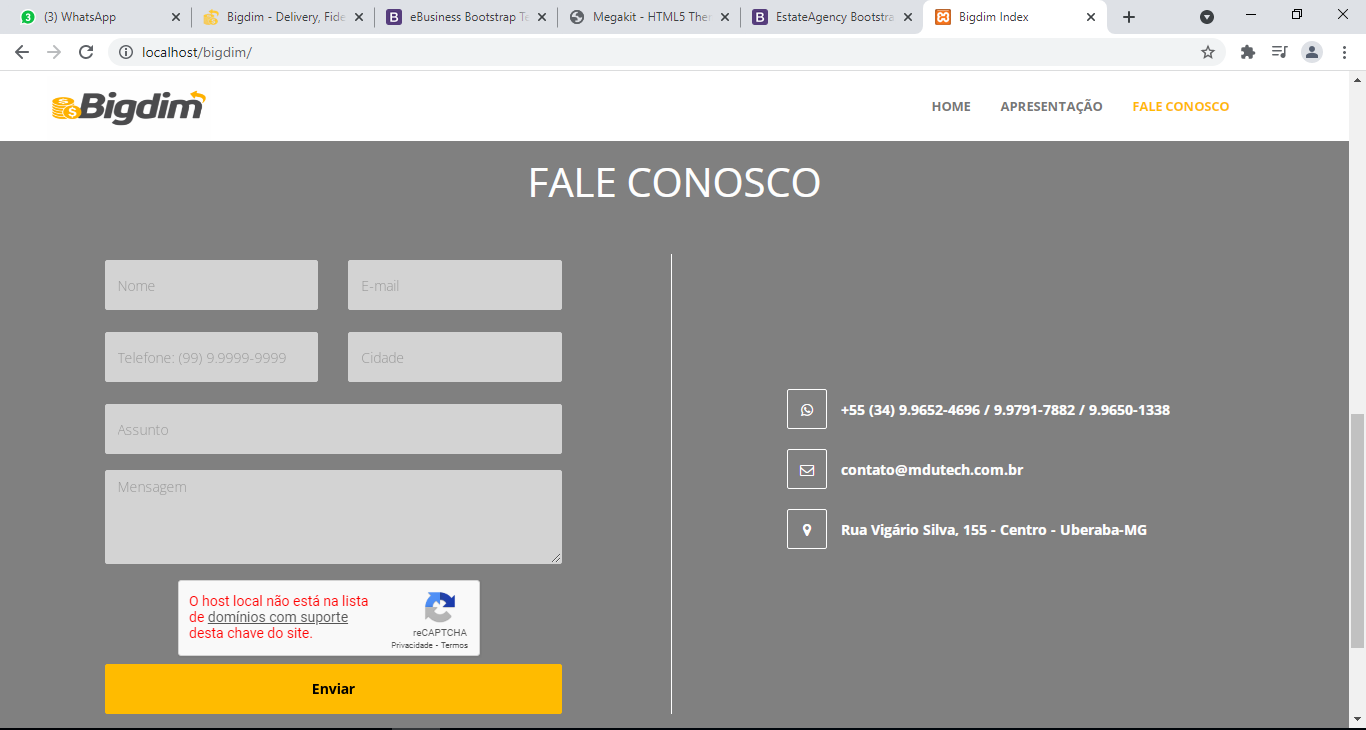 (3) WhatsApp
Bigdim - Delivery, Fide
eBusiness Bootstrap Te
Megakit - HTML5 Ther
EstateAgency Bootstra
Bigdim Index
localhost/bigdim/
Bigdim
HOME
APRESENTAÇÃO
FALE CONOSCO
FALE CONOSCO
Nome
E-mail
Telefone: (99) 9.9999-9999
Cidade
Assunto
Mensagem
O host local não está na lista
de domínios com suporte
desta chave do site.
reCAPTCHA
Privacidade - Termos
Enviar
+55 (34) 9.9652-4696 / 9.9791-7882 / 9.9650-1338
contato@mdutech.com.br
Rua Vigário Silva, 155 - Centro - Uberaba-MG